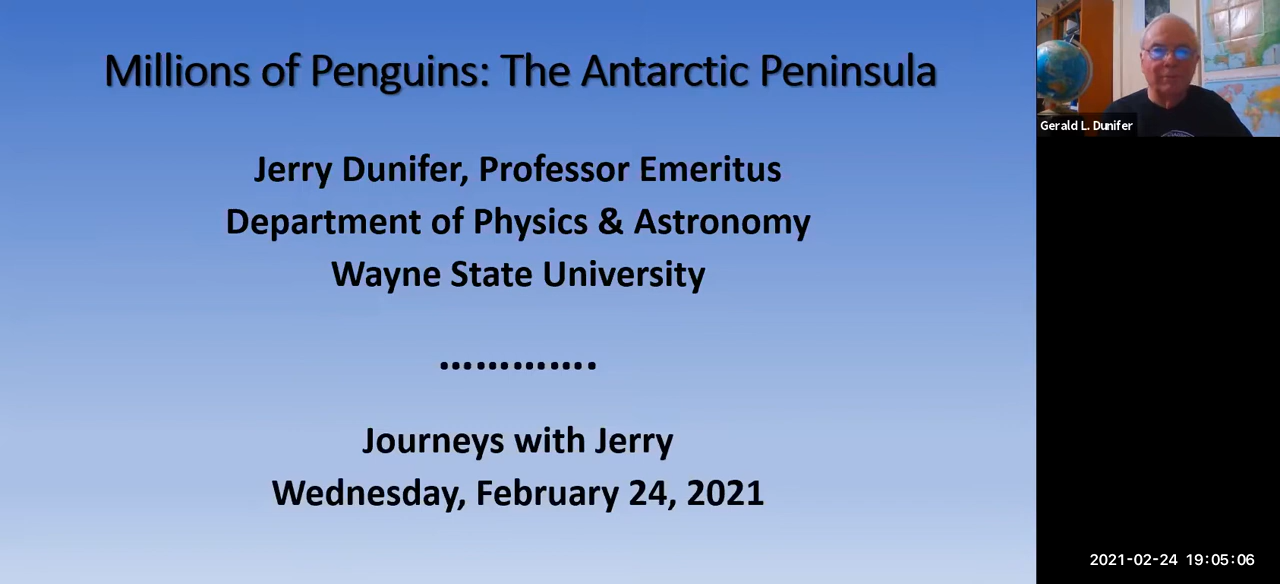 Millions of Penguins: The Antarctic Peninsula
Jerry Dunifer, Professor Emeritus
Department of Physics & Astronomy
Wayne State University
.............
Journeys with Jerry
Wednesday, February 24, 2021
Gerald L. Dunifer
2021-02-24 19:05:06